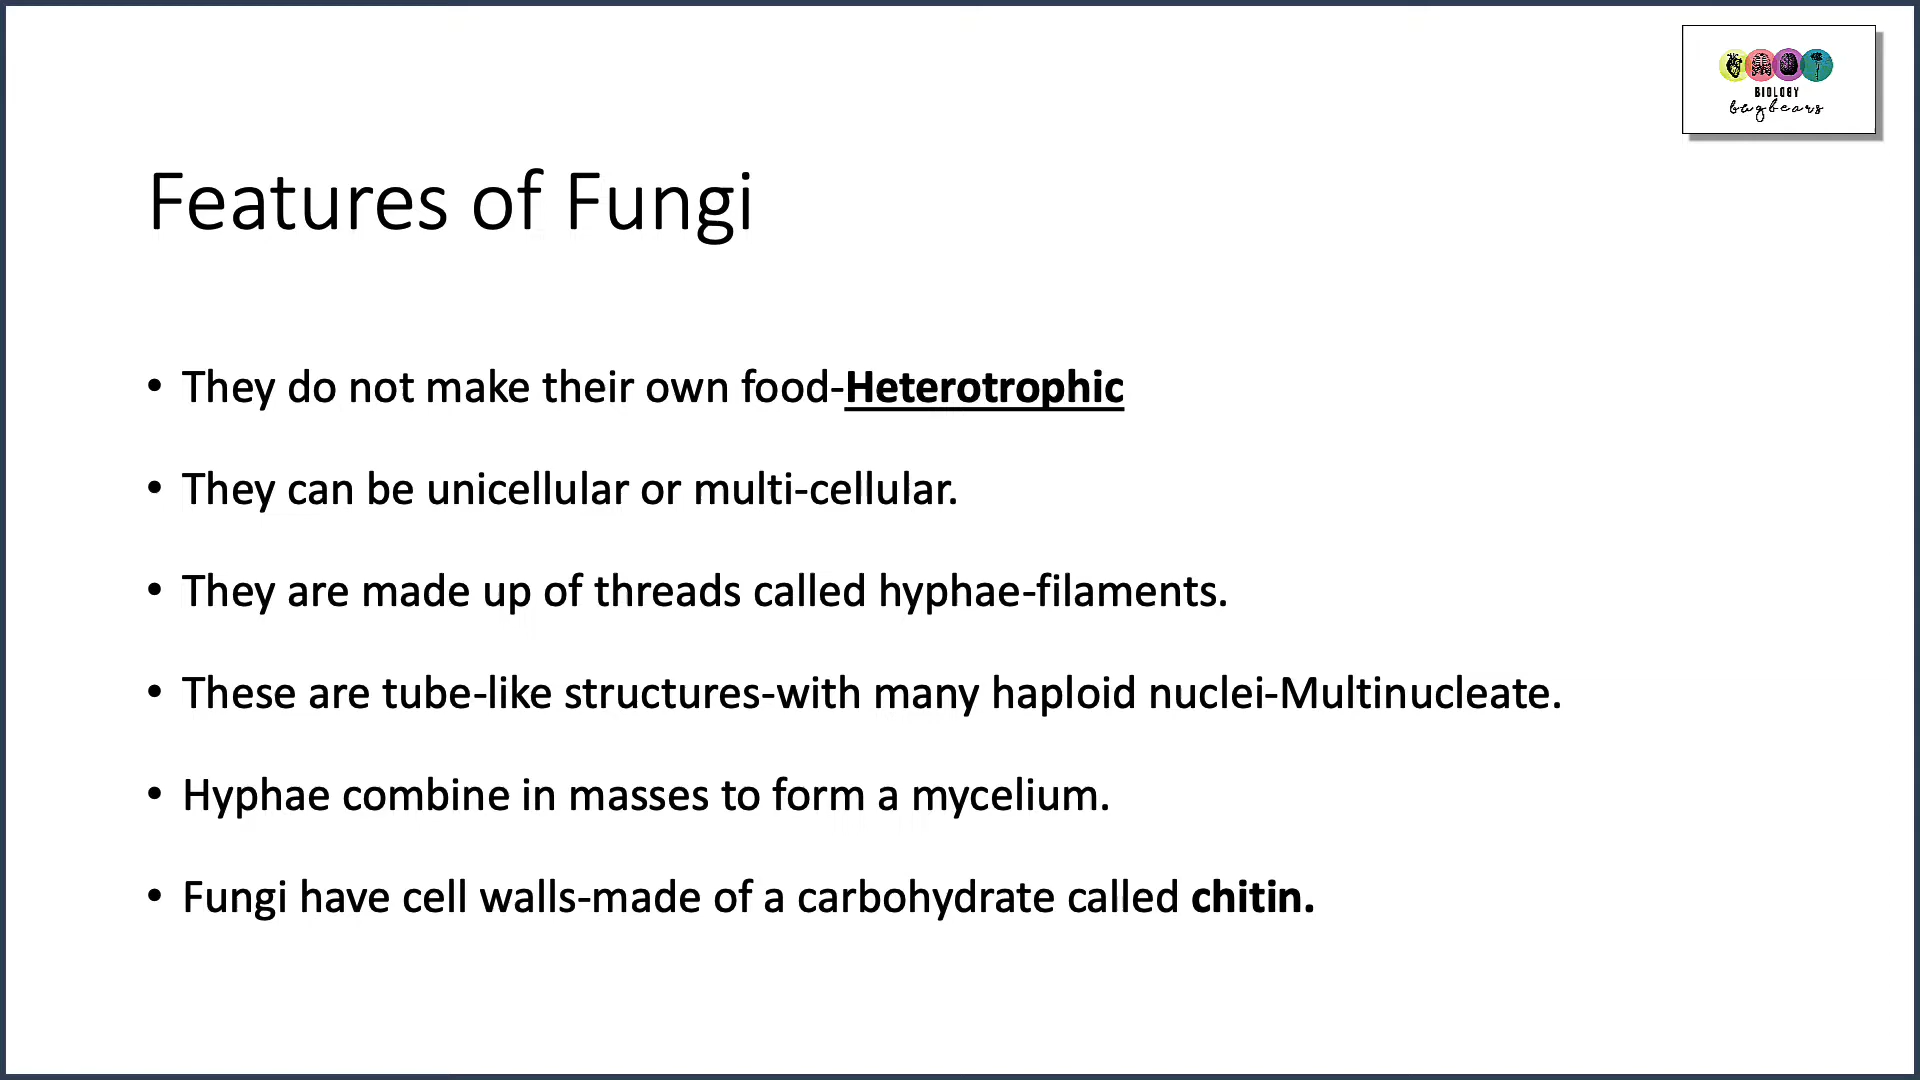 BIOLOGY
bugbears
Features of Fungi
• They do not make their own food-Heterotrophic
• They can be unicellular or multi-cellular.
• They are made up of threads called hyphae-filaments.
• These are tube-like structures-with many haploid nuclei-Multinucleate.
• Hyphae combine in masses to form a mycelium.
• Fungi have cell walls-made of a carbohydrate called chitin.